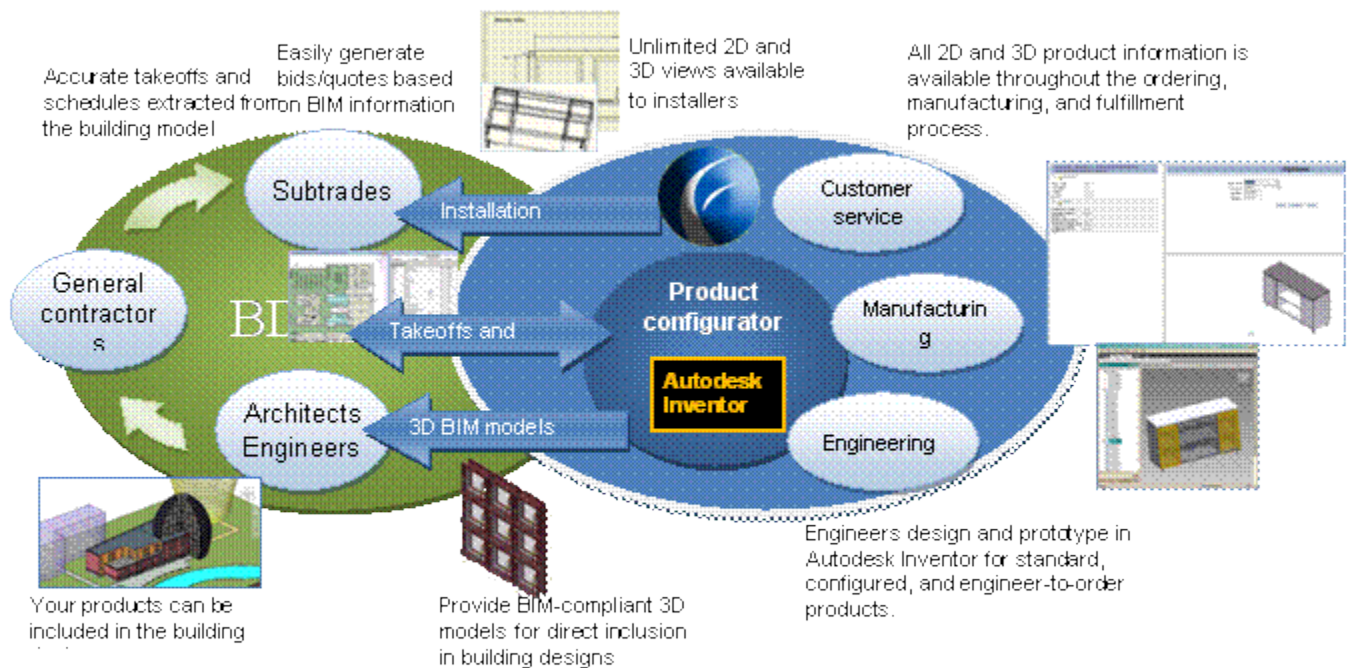 Accurate takeoffs and
schedules extracted from
the building model
Easily generate
bids/quotes based
on BIM information
Unlimited 2D and
3D views available
to installers
All 2D and 3D product information is
available throughout the ordering,
manufacturing, and fulfillment
process.
Subtrades
Installation
Customer
service
General
contractor
s
Product
configurator
Manufacturin
g
Takeoffs and
Autodesk
Inventor
Architects
Engineers
3D BIM models
Engineering
Your products can be
included in the building
Provide BIM-compliant 3D
models for direct inclusion
in building designs
Engineers design and prototype in
Autodesk Inventor for standard,
configured, and engineer-to-order
products.